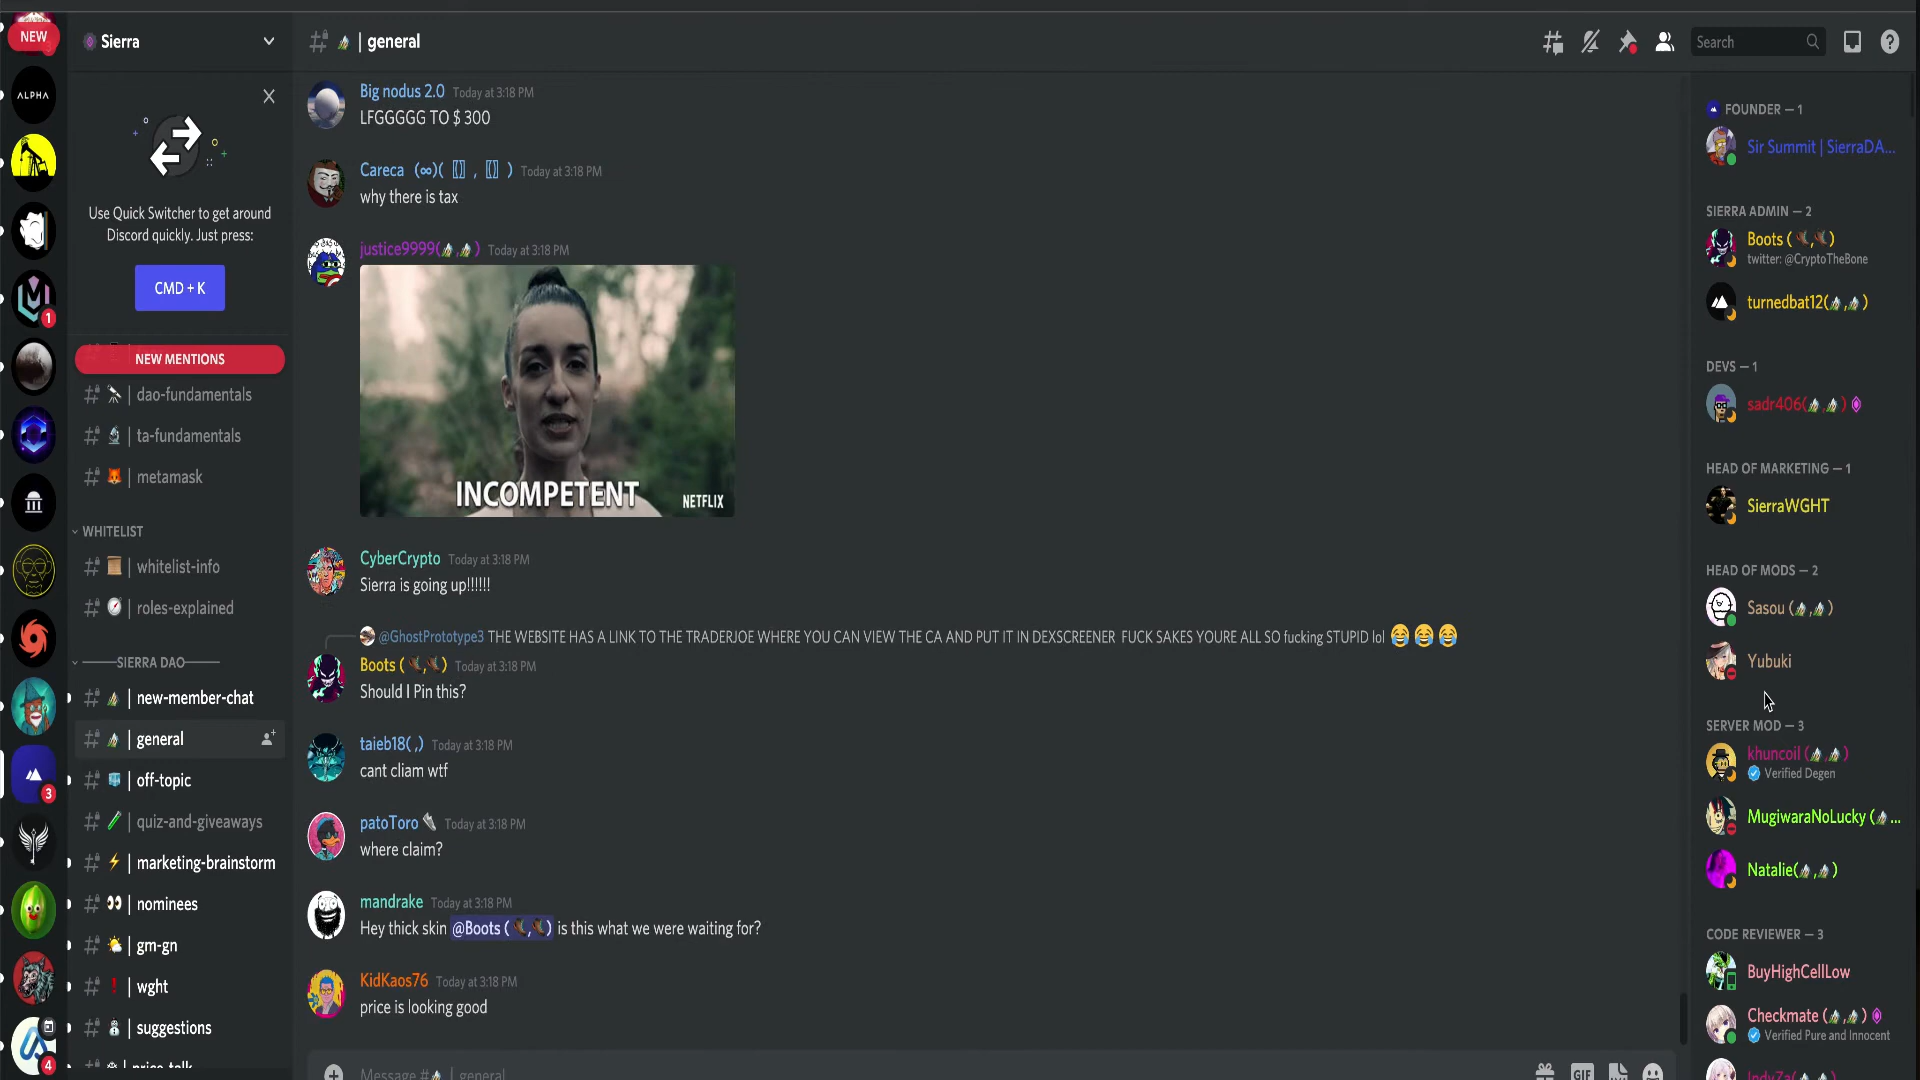 NEW
ALPHA
1
3
4
Sierra
Use Quick Switcher to get around
Discord quickly. Just press:
CMD + K
NEW MENTIONS
dao-fundamentals
ta-fundamentals
metamask
WHITELIST
whitelist-info
roles-explained
SIERRA DAO
new-member-chat
general
off-topic
quiz-and-giveaways
marketing-brainstorm
nominees
gm-gn
wght
suggestions
price-talk
| general
Search
Big nodus 2.0 Today at 3:18 PM
LFGGGGG TO $ 300
Careca (∞)( 〘〙 , 〘〙 ) Today at 3:18 PM
why there is tax
justice9999(⛰️,⛰️) Today at 3:18 PM
INCOMPETENT
NETFLIX
CyberCrypto Today at 3:18 PM
Sierra is going up!!!!!!
@GhostPrototype3 THE WEBSITE HAS A LINK TO THE TRADERJOE WHERE YOU CAN VIEW THE CA AND PUT IT IN DEXSCREENER FUCK SAKES YOURE ALL SO fucking STUPID lol 😂 😂 😂
Boots ( , ) Today at 3:18 PM
Should I Pin this?
taieb18( ,) Today at 3:18 PM
cant cliam wtf
patoToro Today at 3:18 PM
where claim?
mandrake Today at 3:18 PM
Hey thick skin @Boots ( , ) is this what we were waiting for?
KidKaos76 Today at 3:18 PM
price is looking good
Message # | general
GIF
FOUNDER — 1
Sir Summit | SierraDA...
SIERRA ADMIN — 2
Boots ( , )
twitter: @CryptoTheBone
turnedbat12(⛰️,⛰️)
DEVS — 1
sadr406(⛰️,⛰️)
HEAD OF MARKETING — 1
SierraWGHT
HEAD OF MODS — 2
Sasou (⛰️,⛰️)
Yubuki
SERVER MOD — 3
khuncoil (⛰️,⛰️)
Verified Degen
MugiwaraNoLucky (⛰️,...
Natalie(⛰️,⛰️)
CODE REVIEWER — 3
BuyHighCellLow
Checkmate (⛰️,⛰️)
Verified Pure and Innocent
IndyZa(⛰️,⛰️)